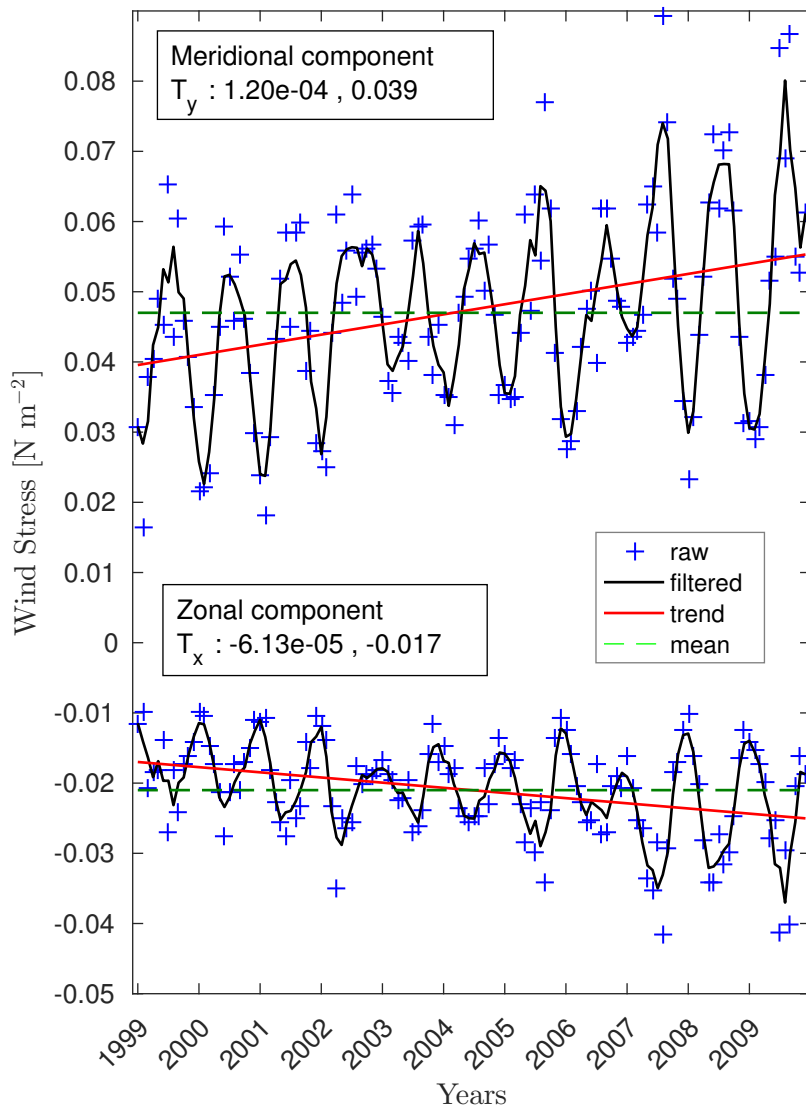 Meridional component
T_y : 1.20e-04 , 0.039
0.08
0.07
0.06
0.05
0.04
0.03
0.02
0.01
0
-0.01
-0.02
-0.03
-0.04
-0.05
Wind Stress [N m⁻²]
raw
filtered
trend
mean
Zonal component
T_x : -6.13e-05 , -0.017
1999
2000
2001
2002
2003
2004
2005
2006
2007
2008
2009
Years